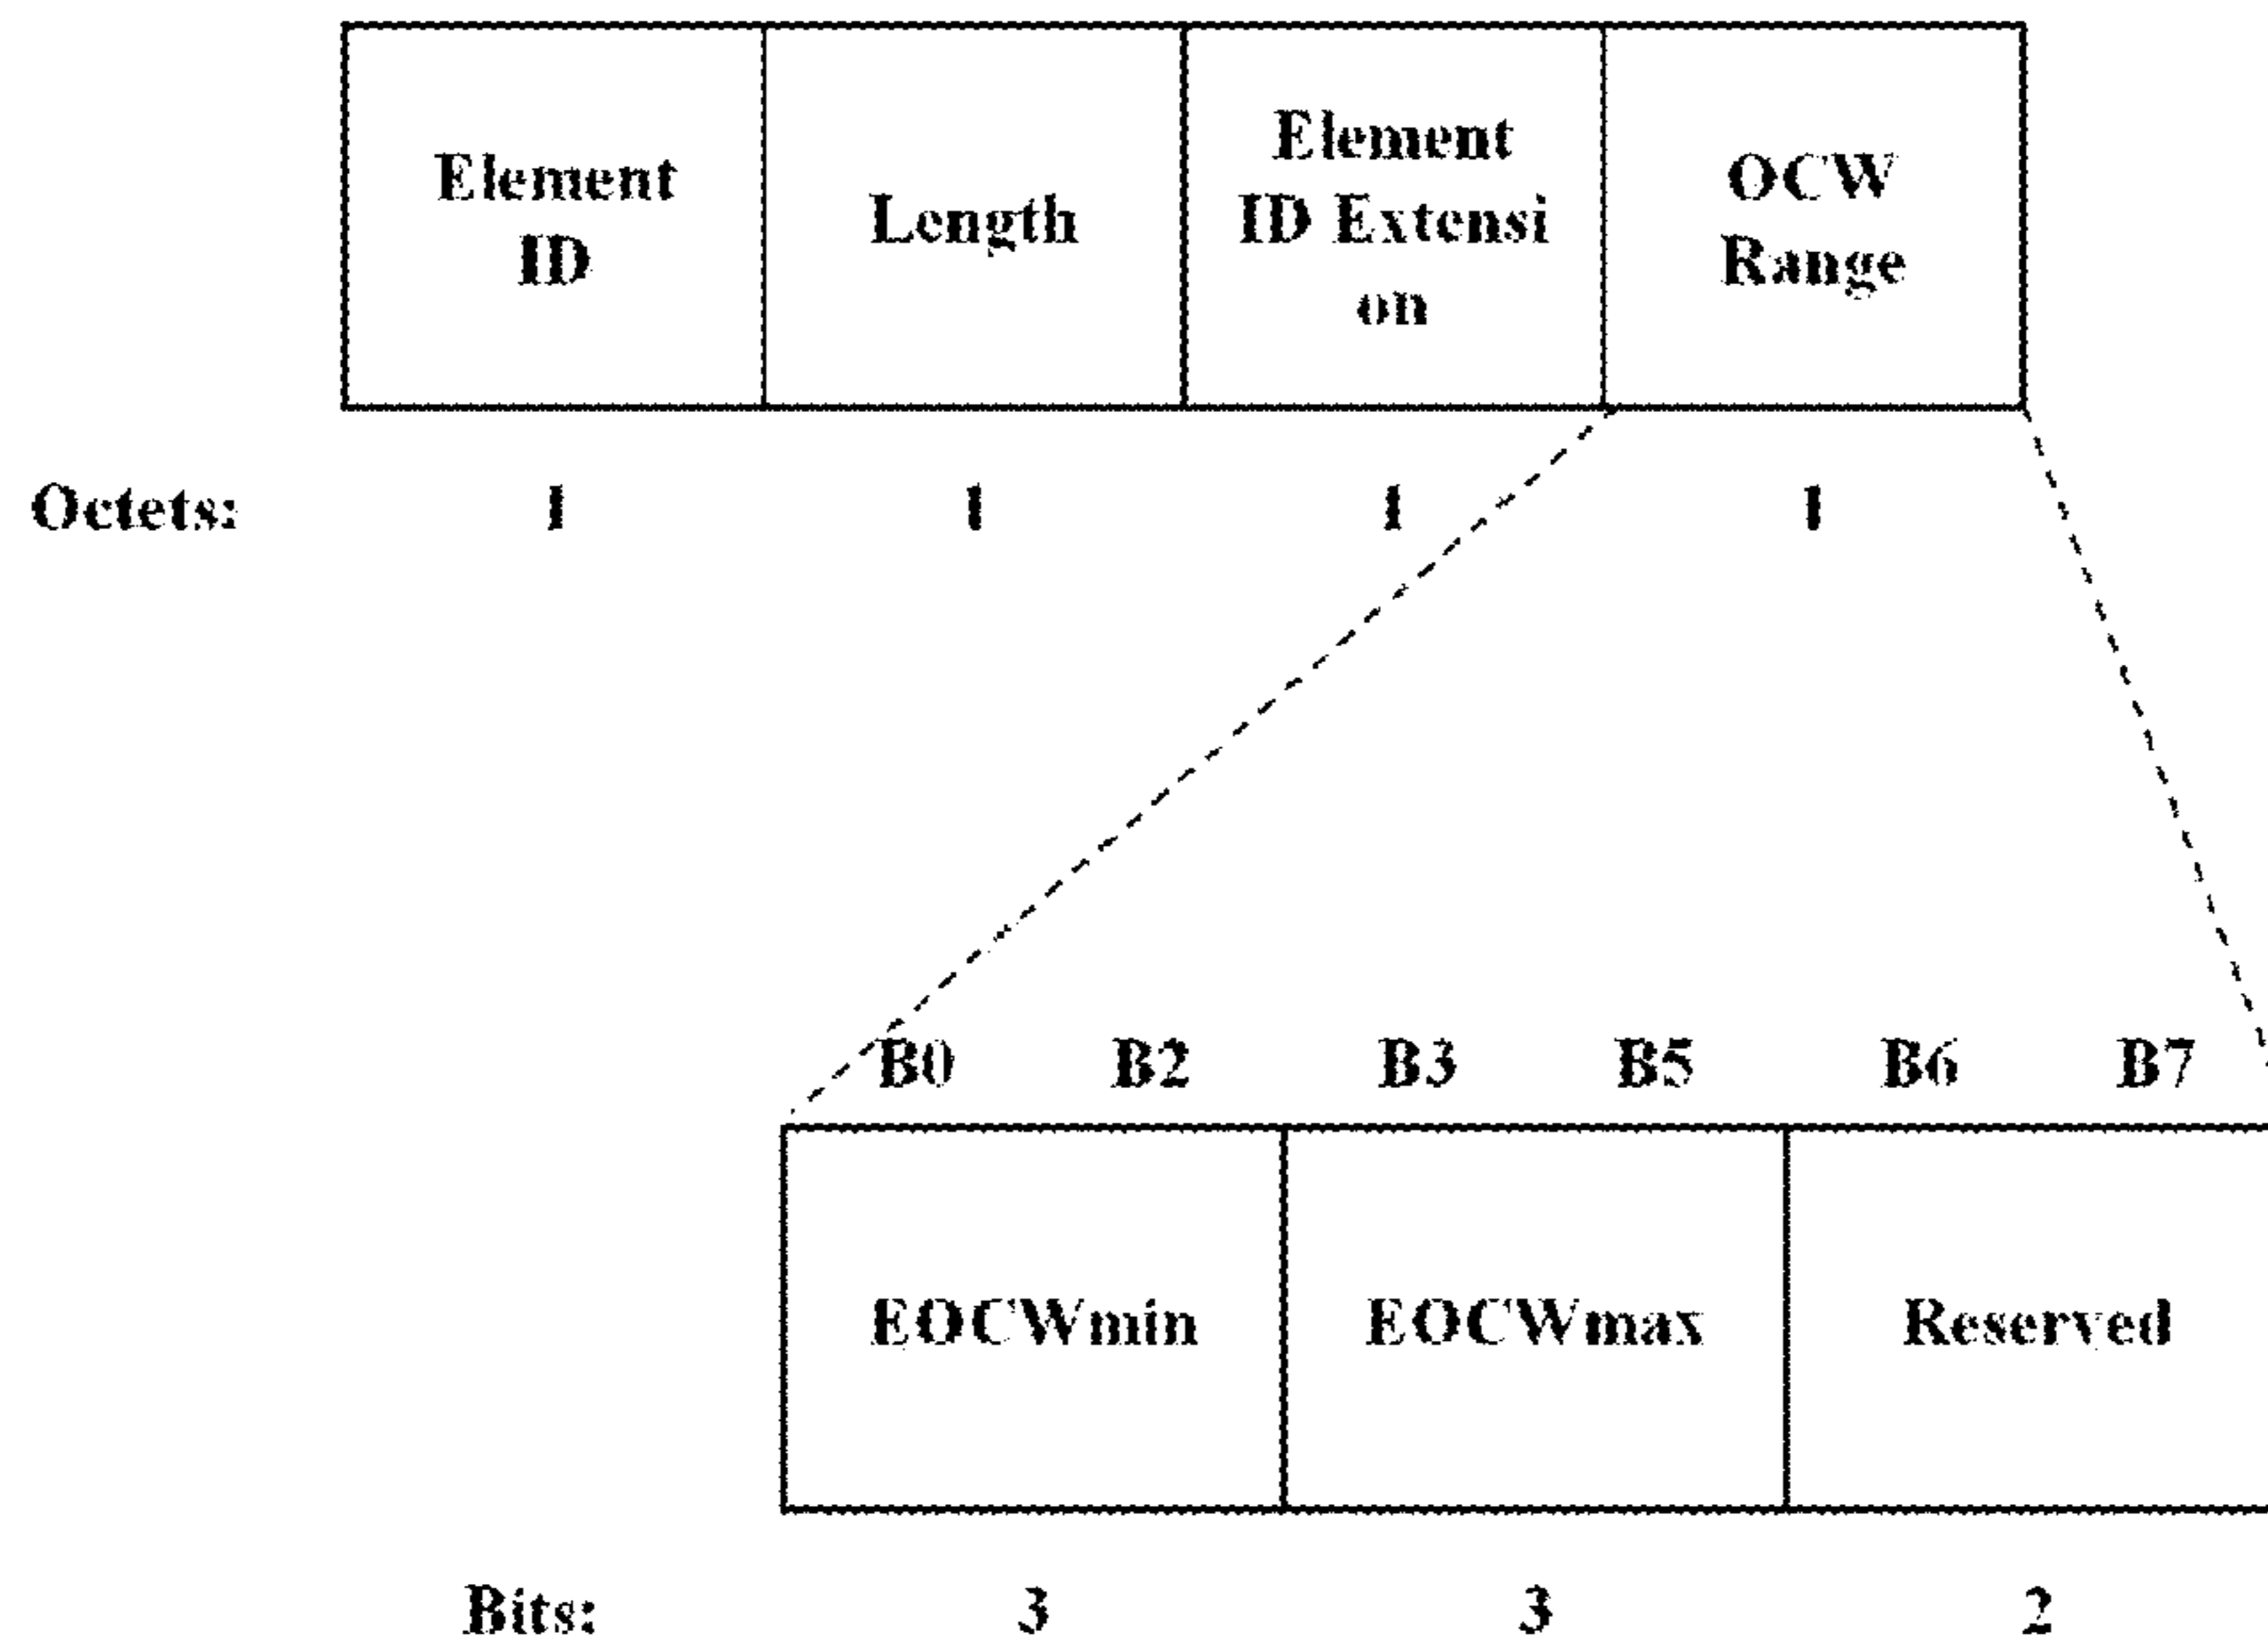 Element
ID
Length
Element
ID Extensi
on
OCW
Range
Octets: 1 1 1 1
B0 B2 B3 B5 B6 B7
EOCWmin EOCWmax Reserved
Bits: 3 3 2